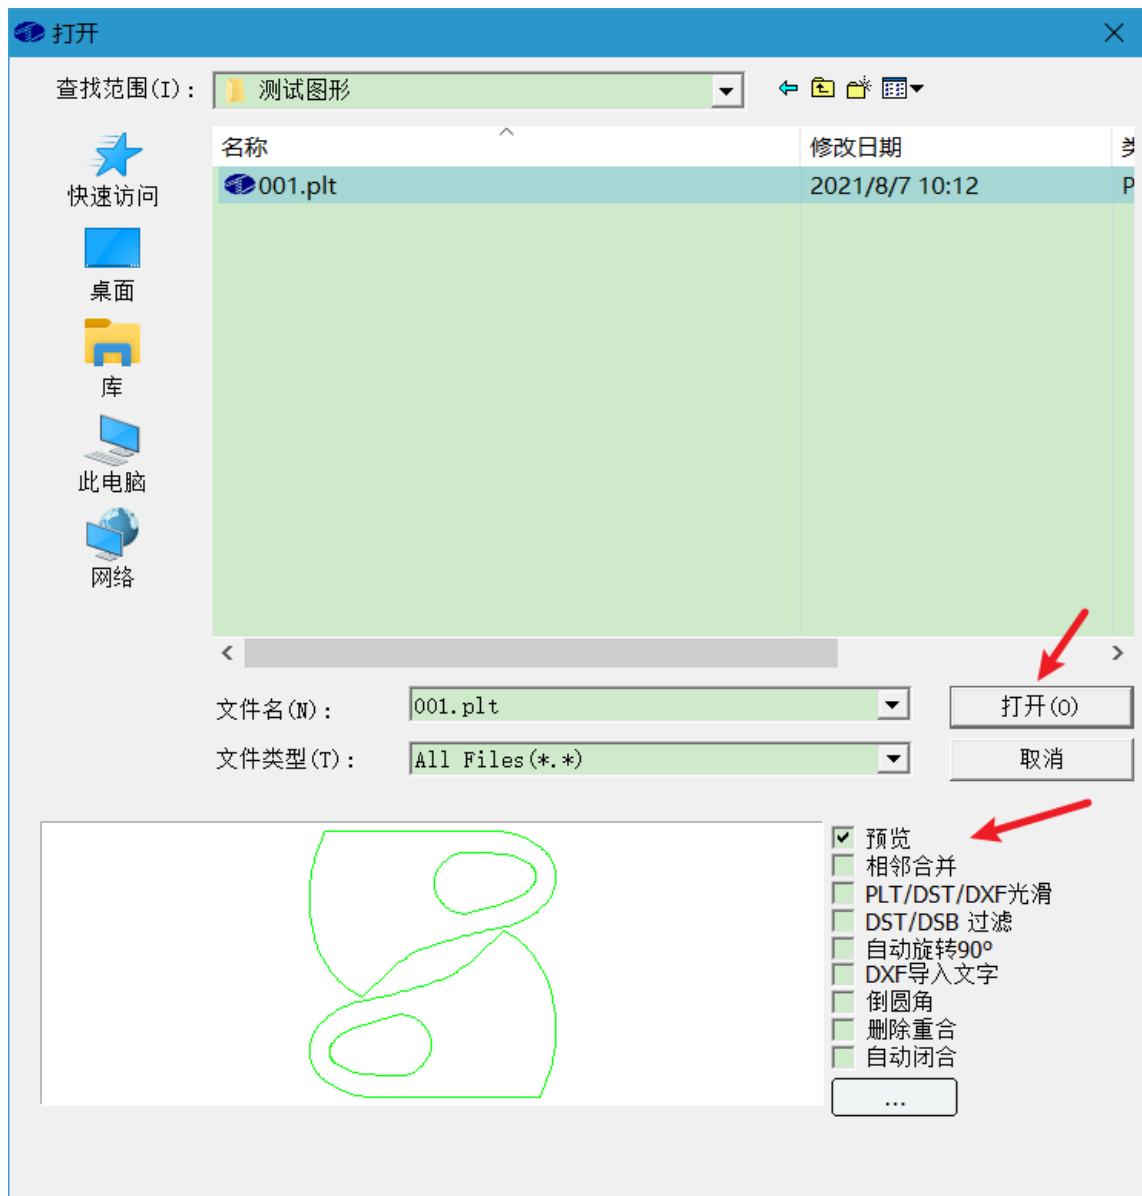 打开
查找范围(I):
测试图形
名称
修改日期
001.plt
2021/8/7 10:12
P
快速访问
桌面
库
此电脑
网络
文件名(N):
001.plt
打开(O)
文件类型(T):
All Files(*.*)
取消
预览
相邻合并
PLT/DST/DXF光滑
DST/DSB 过滤
自动旋转90º
DXF导入文字
倒圆角
删除重合
自动闭合
...